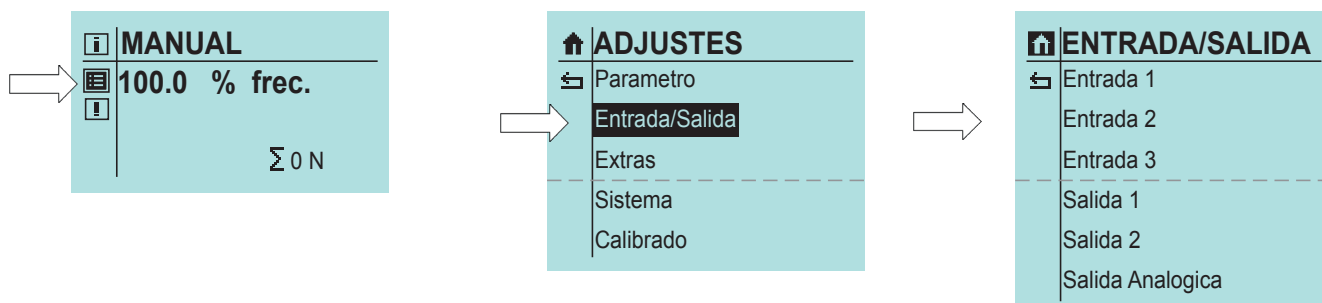 MANUAL
100.0 % frec.
Σ 0 N
ADJUSTES
Parametro
Entrada/Salida
Extras
Sistema
Calibrado
ENTRADA/SALIDA
Entrada 1
Entrada 2
Entrada 3
Salida 1
Salida 2
Salida Analogica